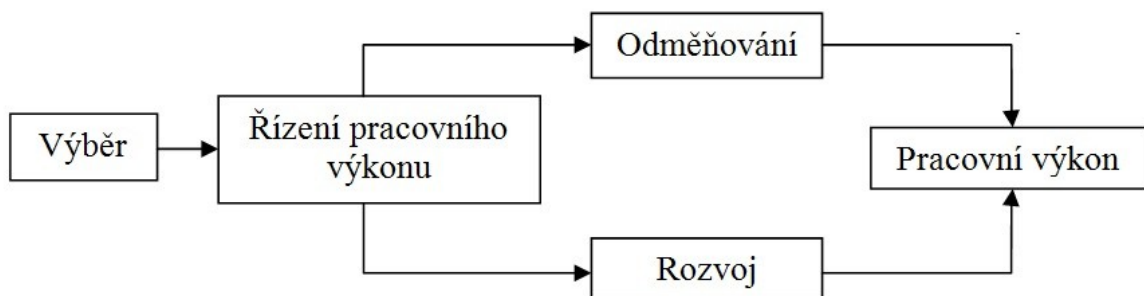 Odměňování
Výběr
Řízení pracovního
výkonu
Pracovní výkon
Rozvoj